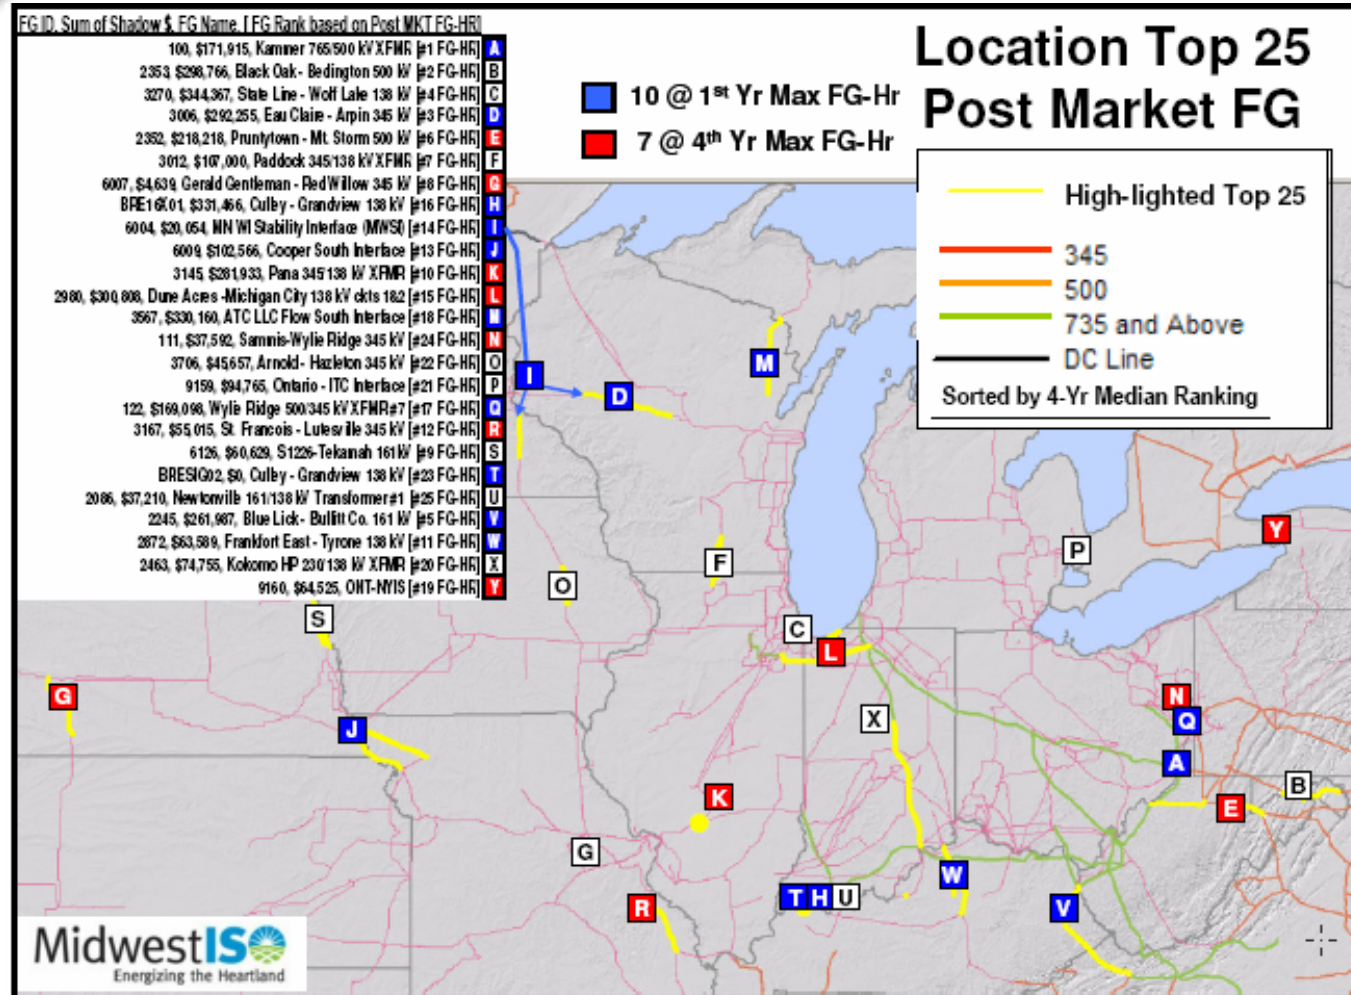 FG ID, Sum of Shadow $, FG Name, [FG Rank based on Post MKT FG-HR]
100, $171,915, Kammer 765/500 kV XFMR [#1 FG-HR] A
2353, $298,766, Black Oak - Bedington 500 kV [#2 FG-HR] B
3270, $344,367, State Line - Wolf Lake 138 kV [#4 FG-HR] C
3006, $292,255, Eau Claire - Arpin 345 kV [#3 FG-HR] D
2352, $218,218, Pruntytown - Mt. Storm 500 kV [#6 FG-HR] E
3012, $107,000, Paddock 345/138 kV XFMR [#7 FG-HR] F
6007, $4,639, Gerald Gentleman - Red Willow 345 kV [#8 FG-HR] G
BRE16X01, $331,466, Culley - Grandview 138 kV [#16 FG-HR] H
6004, $20,054, MN WI Stability Interface (MWSI) [#14 FG-HR] I
6009, $102,566, Cooper South Interface [#13 FG-HR] J
3145, $281,933, Pana 345/138 kV XFMR [#10 FG-HR] K
2980, $300,808, Dune Acres -Michigan City 138 kV ckts 1&2 [#15 FG-HR] L
3567, $330,160, ATC LLC Flow South Interface [#18 FG-HR] M
111, $37,592, Sammis-Wylie Ridge 345 kV [#24 FG-HR] N
3706, $45,657, Arnold - Hazleton 345 kV [#22 FG-HR] O
9159, $94,765, Ontario - ITC Interface [#21 FG-HR] P
122, $169,098, Wylie Ridge 500/345 kV XFMR#7 [#17 FG-HR] Q
3167, $55,015, St. Francois - Lutesville 345 kV [#12 FG-HR] R
6126, $60,629, S1226-Tekamah 161 kV [#9 FG-HR] S
BRESIG02, $0, Culley - Grandview 138 kV [#23 FG-HR] T
2086, $37,210, Newtonville 161/138 kV Transformer#1 [#25 FG-HR] U
2245, $261,987, Blue Lick - Bullitt Co. 161 kV [#5 FG-HR] V
2872, $63,589, Frankfort East - Tyrone 138 kV [#11 FG-HR] W
2463, $74,755, Kokomo HP 230/138 kV XFMR [#20 FG-HR] X
9160, $64,525, ONT-NYIS [#19 FG-HR] Y
10 @ 1st Yr Max FG-Hr
7 @ 4th Yr Max FG-Hr
Location Top 25
Post Market FG
High-lighted Top 25
345
500
735 and Above
DC Line
Sorted by 4-Yr Median Ranking
M
I
D
Y
P
F
O
S
C
L
G
N
X
Q
J
A
B
K
E
G
W
T H U
R
V
MidwestISO
Energizing the Heartland